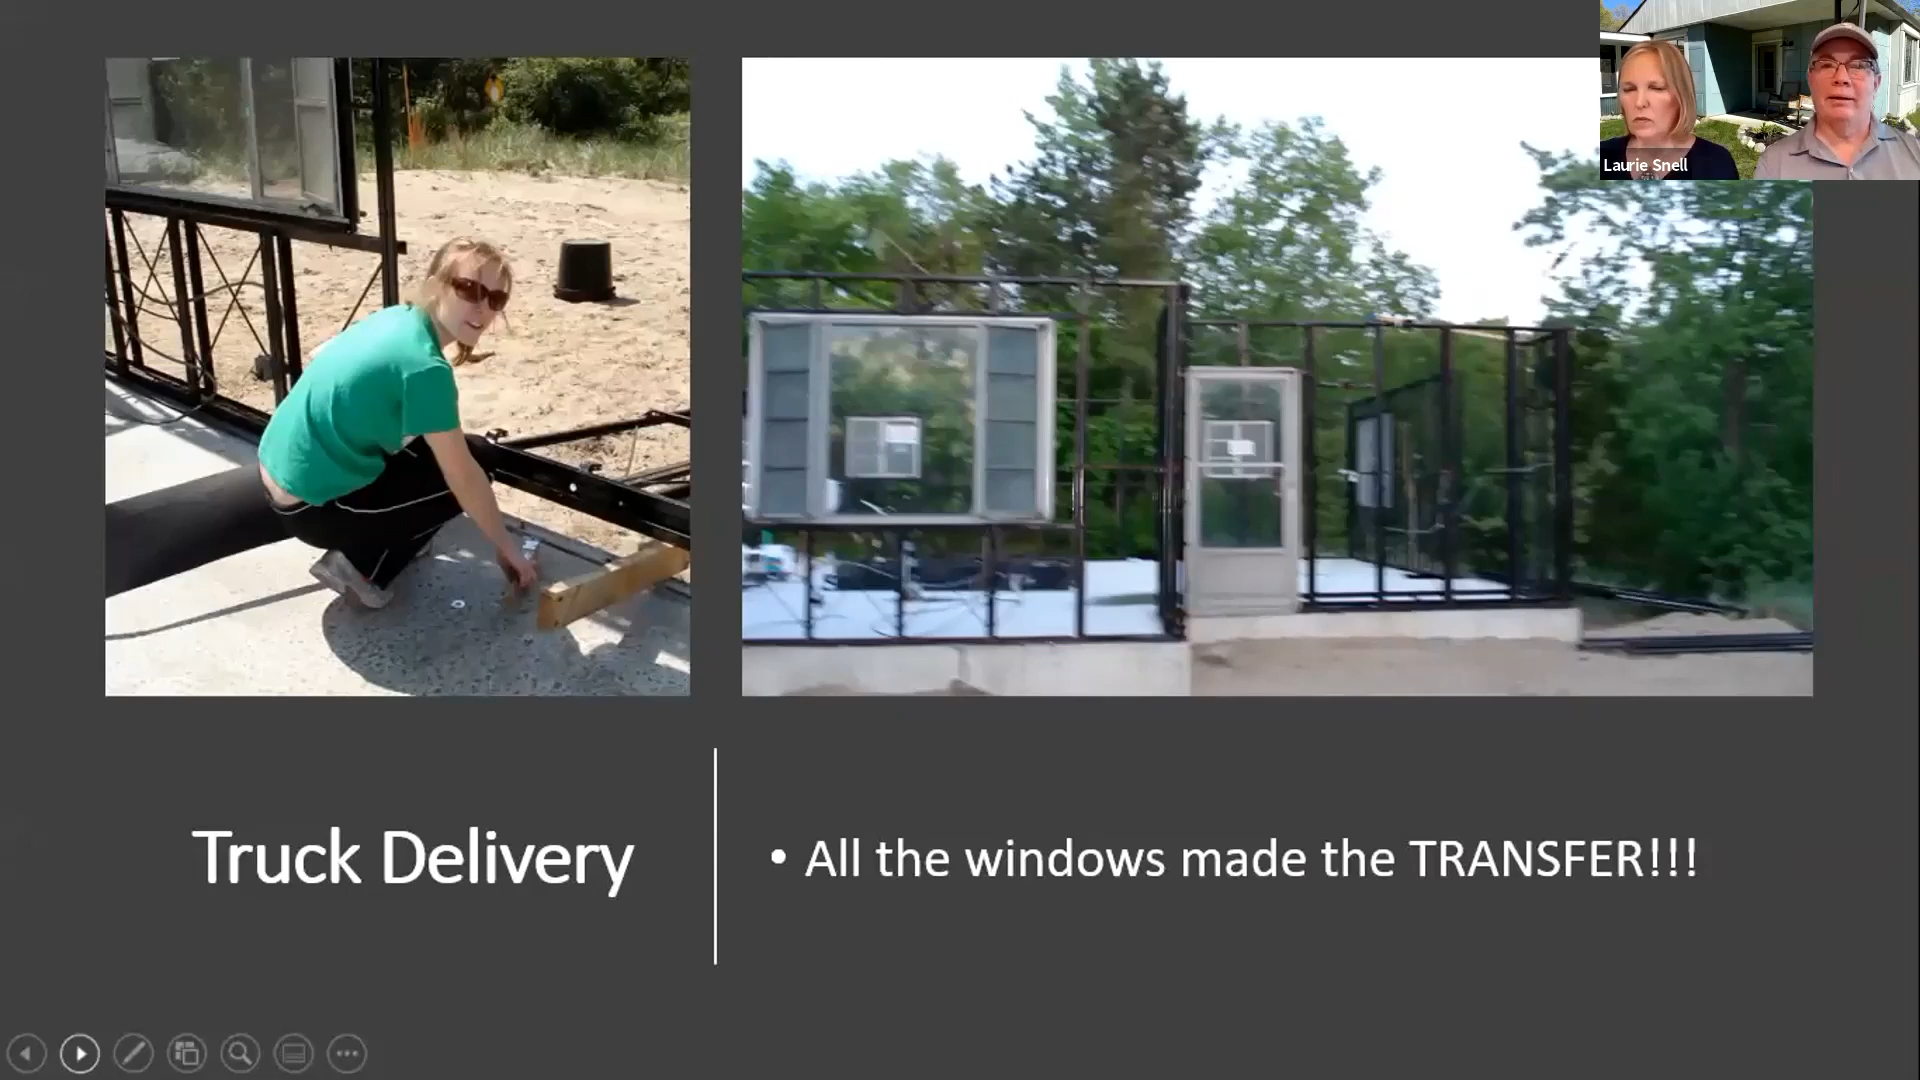 Laurie Snell
Truck Delivery
• All the windows made the TRANSFER!!!